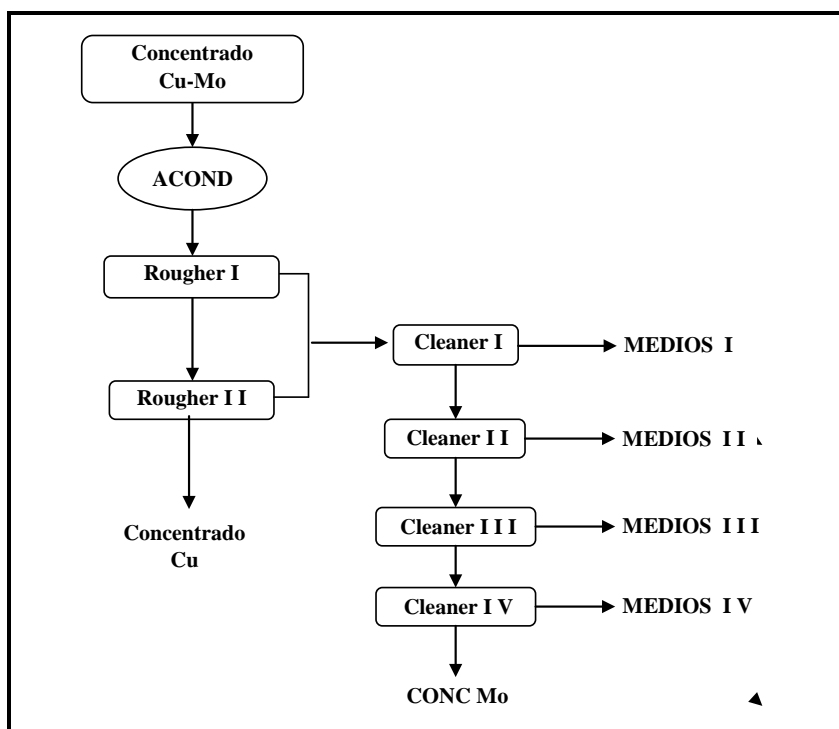 Concentrado
Cu-Mo
ACOND
Rougher I
Rougher I I
Concentrado
Cu
Cleaner I
MEDIOS I
Cleaner I I
MEDIOS I I
Cleaner I I I
MEDIOS I I I
Cleaner I V
MEDIOS I V
CONC Mo